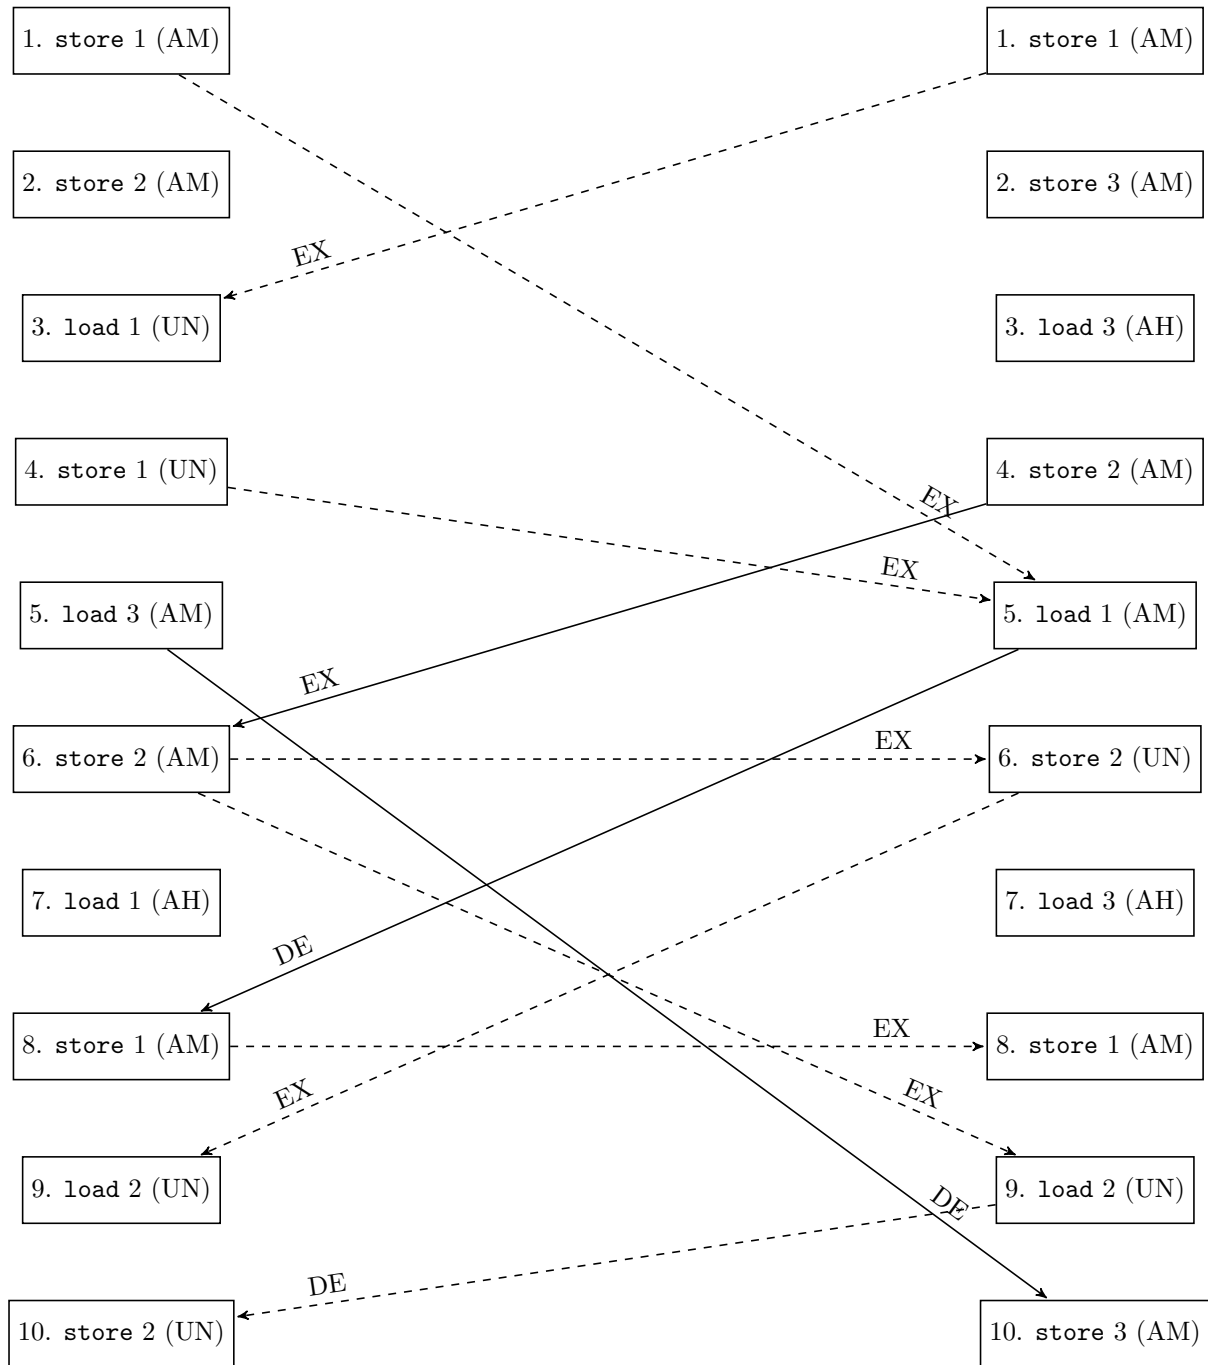 1. store 1 (AM)
1. store 1 (AM)
2. store 2 (AM)
2. store 3 (AM)
EX
3. load 1 (UN)
3. load 3 (AH)
4. store 1 (UN)
4. store 2 (AM)
EX
EX
5. load 3 (AM)
5. load 1 (AM)
EX
6. store 2 (AM)
EX
6. store 2 (UN)
7. load 1 (AH)
7. load 3 (AH)
DE
8. store 1 (AM)
EX
8. store 1 (AM)
EX
EX
9. load 2 (UN)
9. load 2 (UN)
DE
DE
10. store 2 (UN)
10. store 3 (AM)